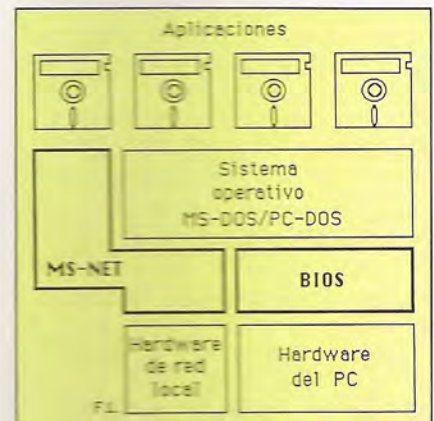 Aplicaciones
Sistema
operativo
MS-DOS/PC-DOS
MS-NET
BIOS
Hardware
de red
local
Hardware
del PC
F.L.